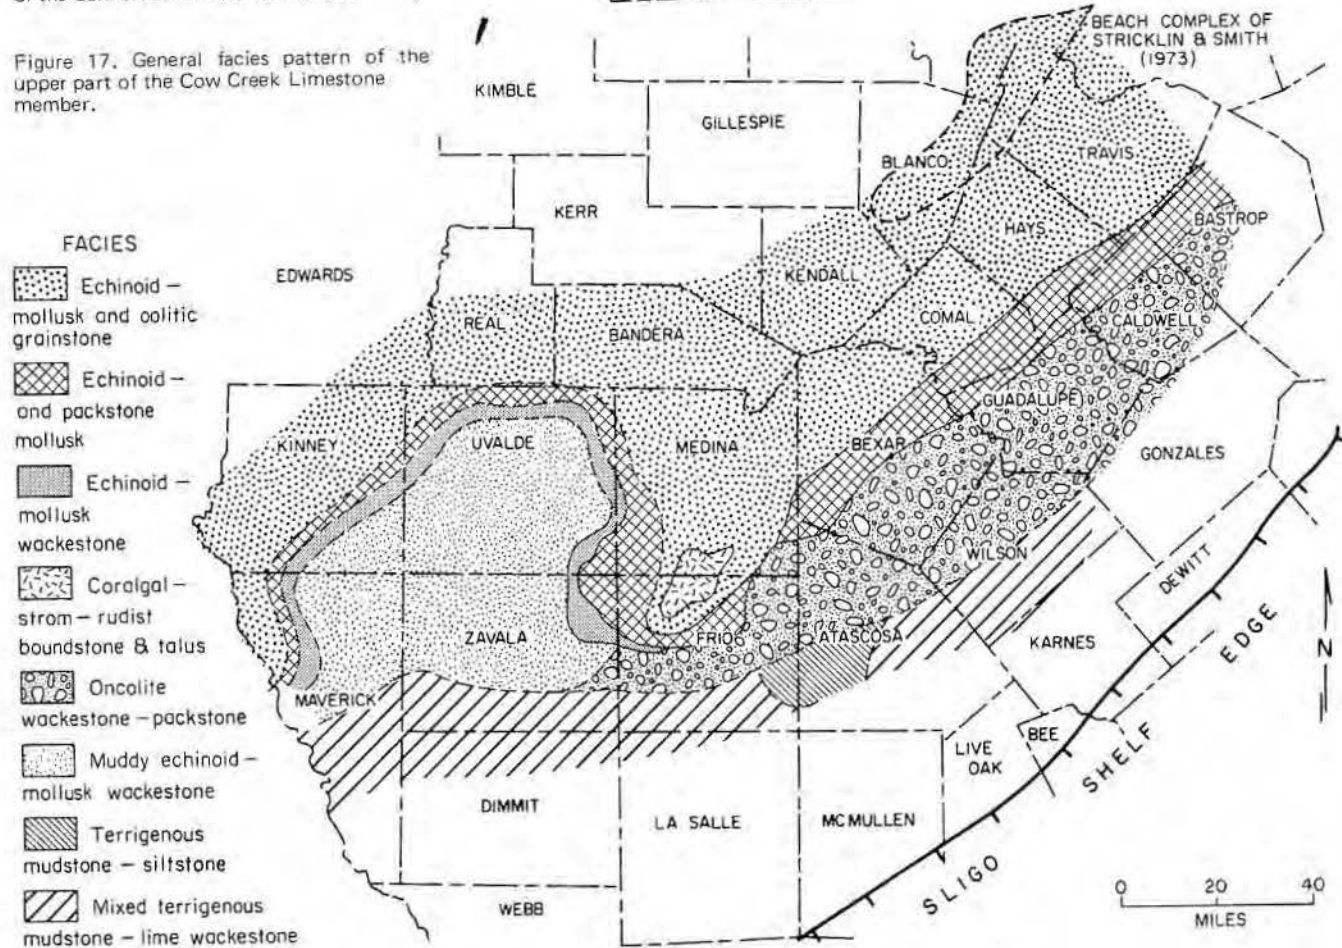 Figure 17. General facies pattern of the
upper part of the Cow Creek Limestone
member.
BEACH COMPLEX OF
STRICKLIN & SMITH
(1973)
KIMBLE
GILLESPIE
BLANCO
TRAVIS
KERR
HAYS
BASTROP
FACIES
Echinoid –
mollusk and oolitic
grainstone
Echinoid –
and packstone
mollusk
Echinoid –
mollusk
wackestone
Coralgal –
strom – rudist
boundstone & talus
Oncolite
wackestone – packstone
Muddy echinoid –
mollusk wackestone
Terrigenous
mudstone – siltstone
Mixed terrigenous
mudstone – lime wackestone
EDWARDS
KENDALL
REAL
BANDERA
COMAL
CALDWELL
GUADALUPE
KINNEY
UVALDE
MEDINA
BEXAR
GONZALES
WILSON
DEWITT
ZAVALA
FRIO
ATASCOSA
KARNES
MAVERICK
LIVE
OAK
BEE
DIMMIT
LA SALLE
MC MULLEN
WEBB
SLIGO
SHELF
EDGE
N
0 20 40
MILES